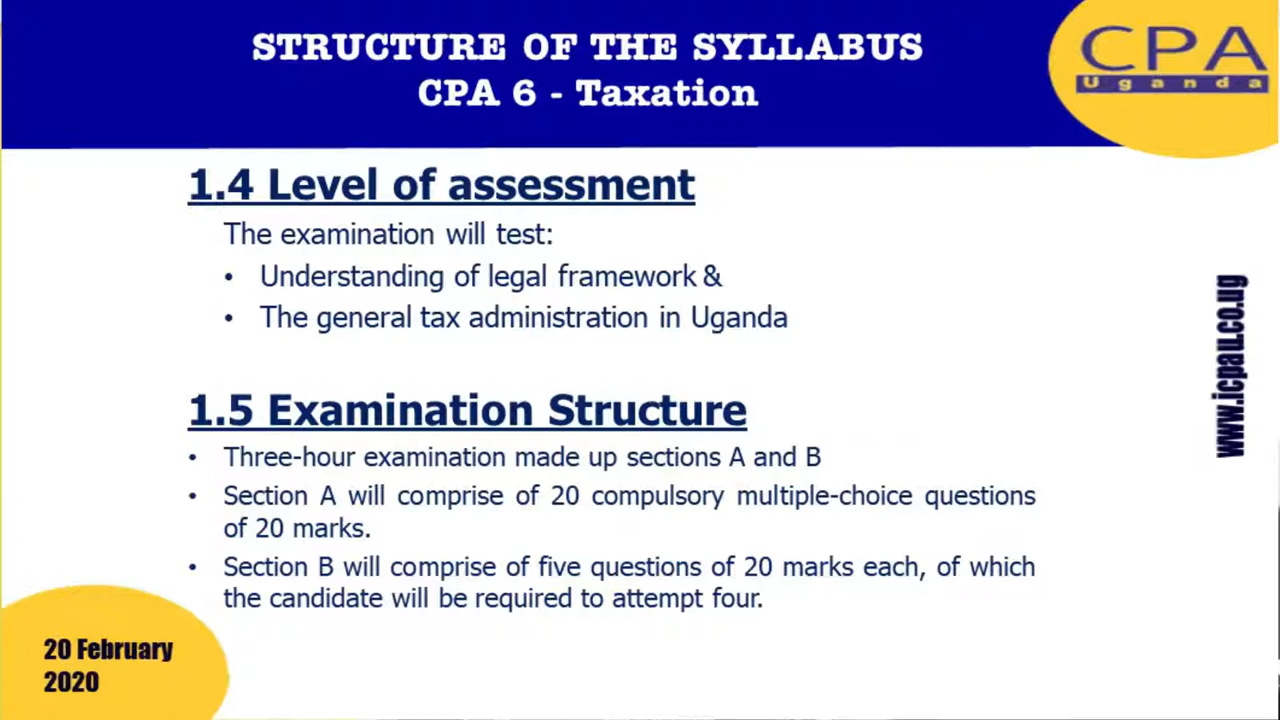 STRUCTURE OF THE SYLLABUS
CPA 6 - Taxation
CPA
Uganda
1.4 Level of assessment
The examination will test:
• Understanding of legal framework &
• The general tax administration in Uganda
1.5 Examination Structure
• Three-hour examination made up sections A and B
• Section A will comprise of 20 compulsory multiple-choice questions
of 20 marks.
• Section B will comprise of five questions of 20 marks each, of which
the candidate will be required to attempt four.
www.icpau.co.ug
20 February
2020